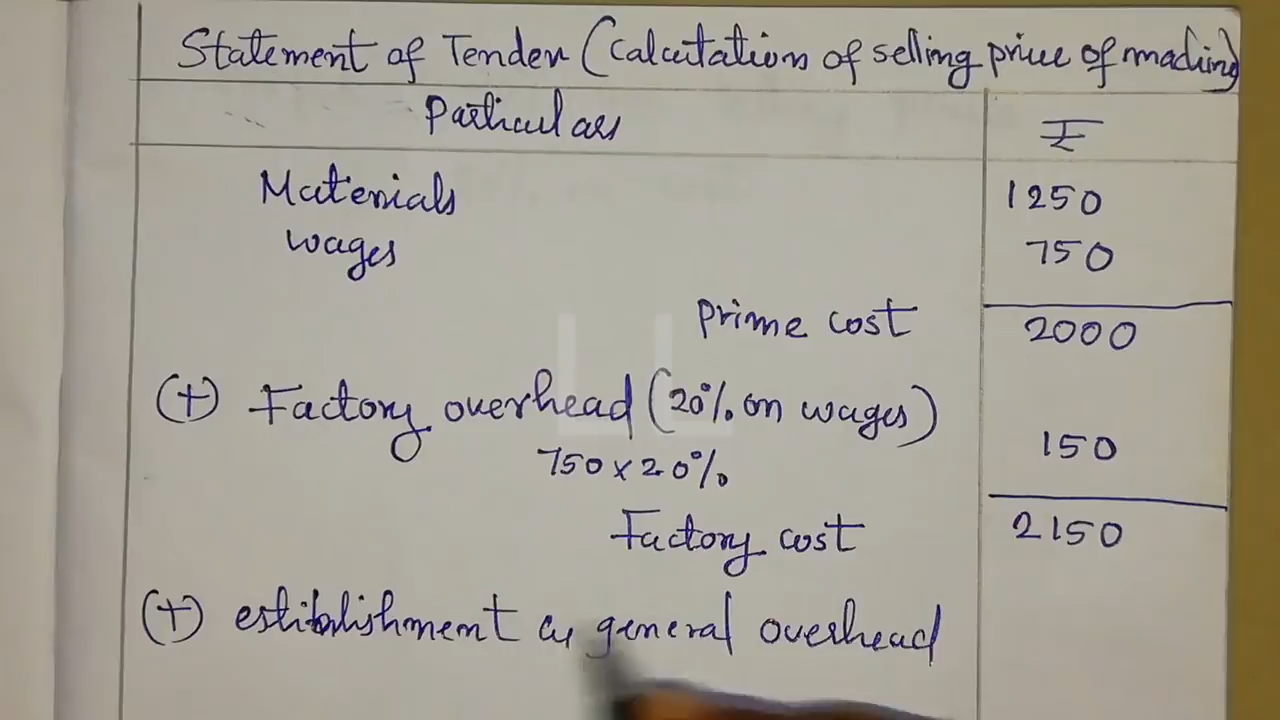 Statement of Tender (Calculation of selling price of machine)
Particulars ₹
Materials 1250
wages 750
Prime cost 2000
(+) Factory overhead (20% on wages) 150
750 x 20%
Factory cost 2150
(+) establishment or general overhead
LL